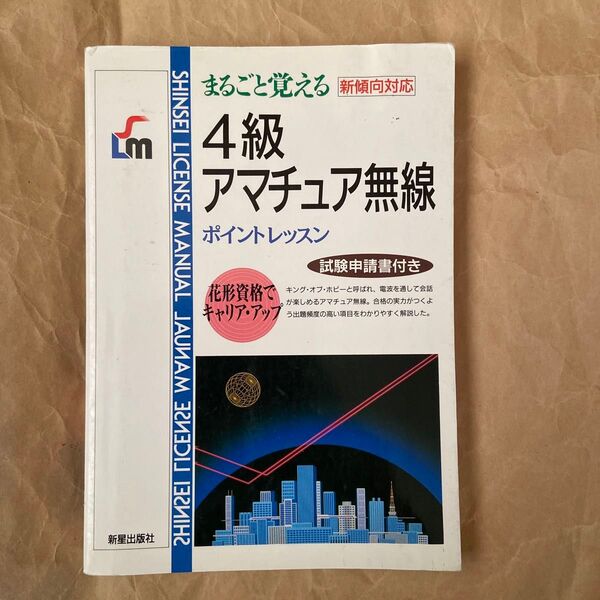 まるごと覚える 新傾向対応
4級
アマチュア無線
ポイントレッスン
試験申請書付き
花形資格で
キャリア・アップ
キング・オブ・ホビーと呼ばれ、電波を通して会話
が楽しめるアマチュア無線。合格の実力がつくよ
う出題頻度の高い項目をわかりやすく解説した。
SHINSEI LICENSE MANUAL
SHINSEI LICENSE MANUAL
Lm
新星出版社